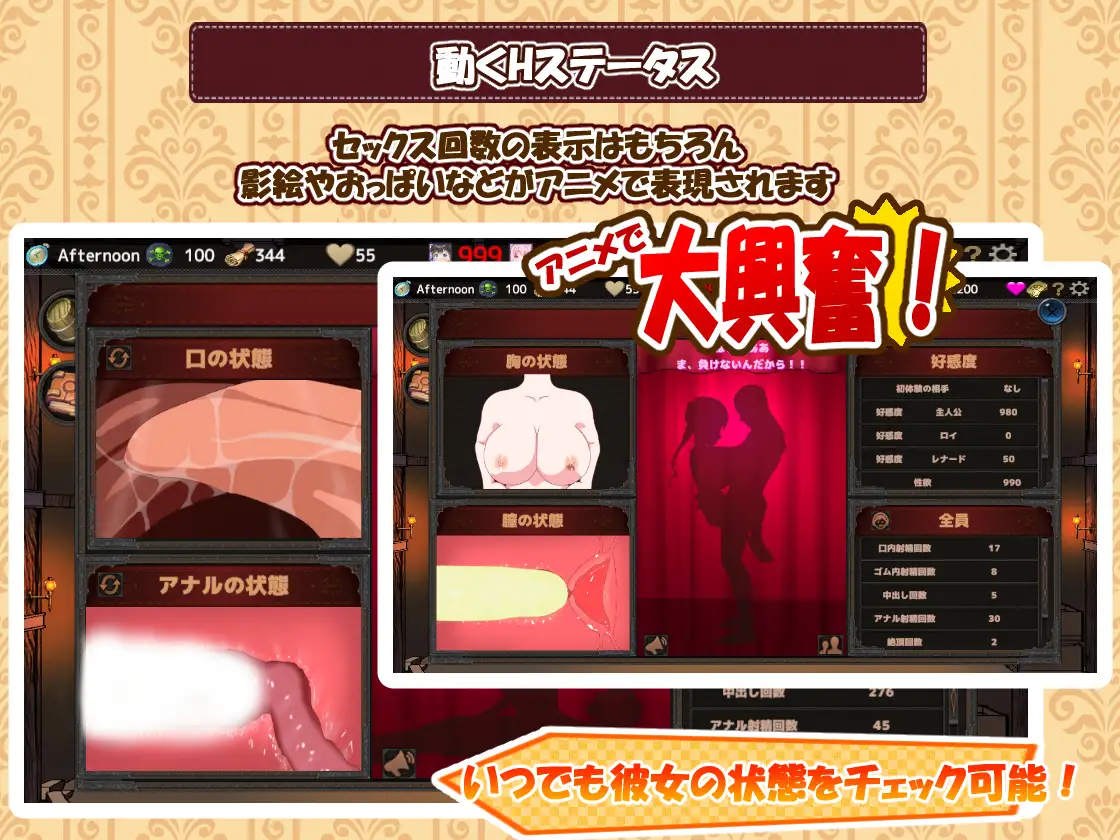 動くHステータス
セックス回数の表示はもちろん
影絵やおっぱいなどがアニメで表現されます
アニメで
大興奮!
Afternoon 100 344 55 999
口の状態
アナルの状態
中出し回数 276
アナル射精回数 45
Afternoon 100 44 200
胸の状態
ま、負けないんだから!!
膣の状態
好感度
初体験の相手 なし
好感度 主人公 980
好感度 ロイ 0
好感度 レナード 50
性欲 990
全員
口内射精回数 17
ゴム内射精回数 8
中出し回数 5
アナル射精回数 30
絶頂回数 2
いつでも彼女の状態をチェック可能!